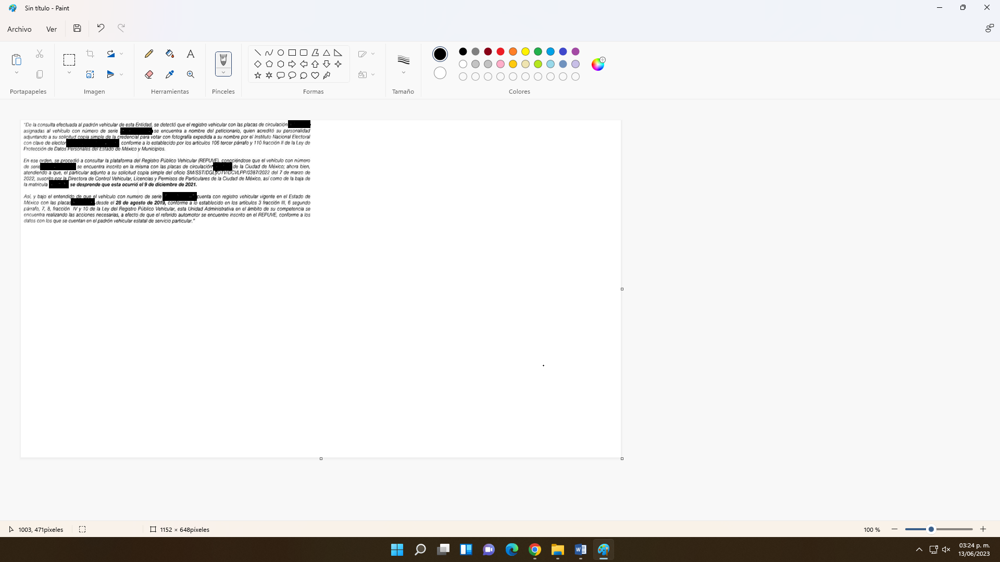 Sin título - Paint
Archivo
Ver
Portapapeles
Imagen
Herramientas
Pinceles
Formas
Tamaño
Colores
"De la consulta efectuada al padrón vehicular de esta Entidad, se detectó que el registro vehicular con las placas de circulación
asignadas al vehículo con número de serie se encuentra a nombre del peticionario, quien acreditó su personalidad
adjuntando a su solicitud copia simple de la credencial para votar con fotografía expedida a su nombre por el Instituto Nacional Electoral
con clave de elector conforme a lo establecido por los artículos 106 tercer párrafo y 110 fracción II de la Ley de
Protección de Datos Personales del Estado de México y Municipios.
En ese orden, se procedió a consultar la plataforma del Registro Público Vehicular (REPUVE), conociéndose que el vehículo con número
de serie se encuentra inscrito en la misma con las placas de circulación de la Ciudad de México; ahora bien,
atendiendo a que, el particular adjunto a su solicitud copia simple del oficio SM/SST/DGLyOTV/DCVLPP/0387/2022 del 7 de marzo de
2022, suscrito por la Directora de Control Vehicular, Licencias y Permisos de Particulares de la Ciudad de México, así como de la baja de
la matricula se desprende que esta ocurrió el 9 de diciembre de 2021.
Así, y bajo el entendido de que el vehículo con numero de serie cuenta con registro vehicular vigente en el Estado de
México con las placas desde el 28 de agosto de 2019, conforme a lo establecido en los artículos 3 fracción III, 6 segundo
párrafo, 7, 8, fracción IV y 10 de la Ley del Registro Público Vehicular, esta Unidad Administrativa en el ámbito de su competencia se
encuentra realizando las acciones necesarias, a efecto de que el referido automotor se encuentre inscrito en el REPUVE, conforme a los
datos con los que se cuentan en el padrón vehicular estatal de servicio particular."
1003, 471píxeles
1152 × 648píxeles
100 %
03:24 p. m.
13/06/2023